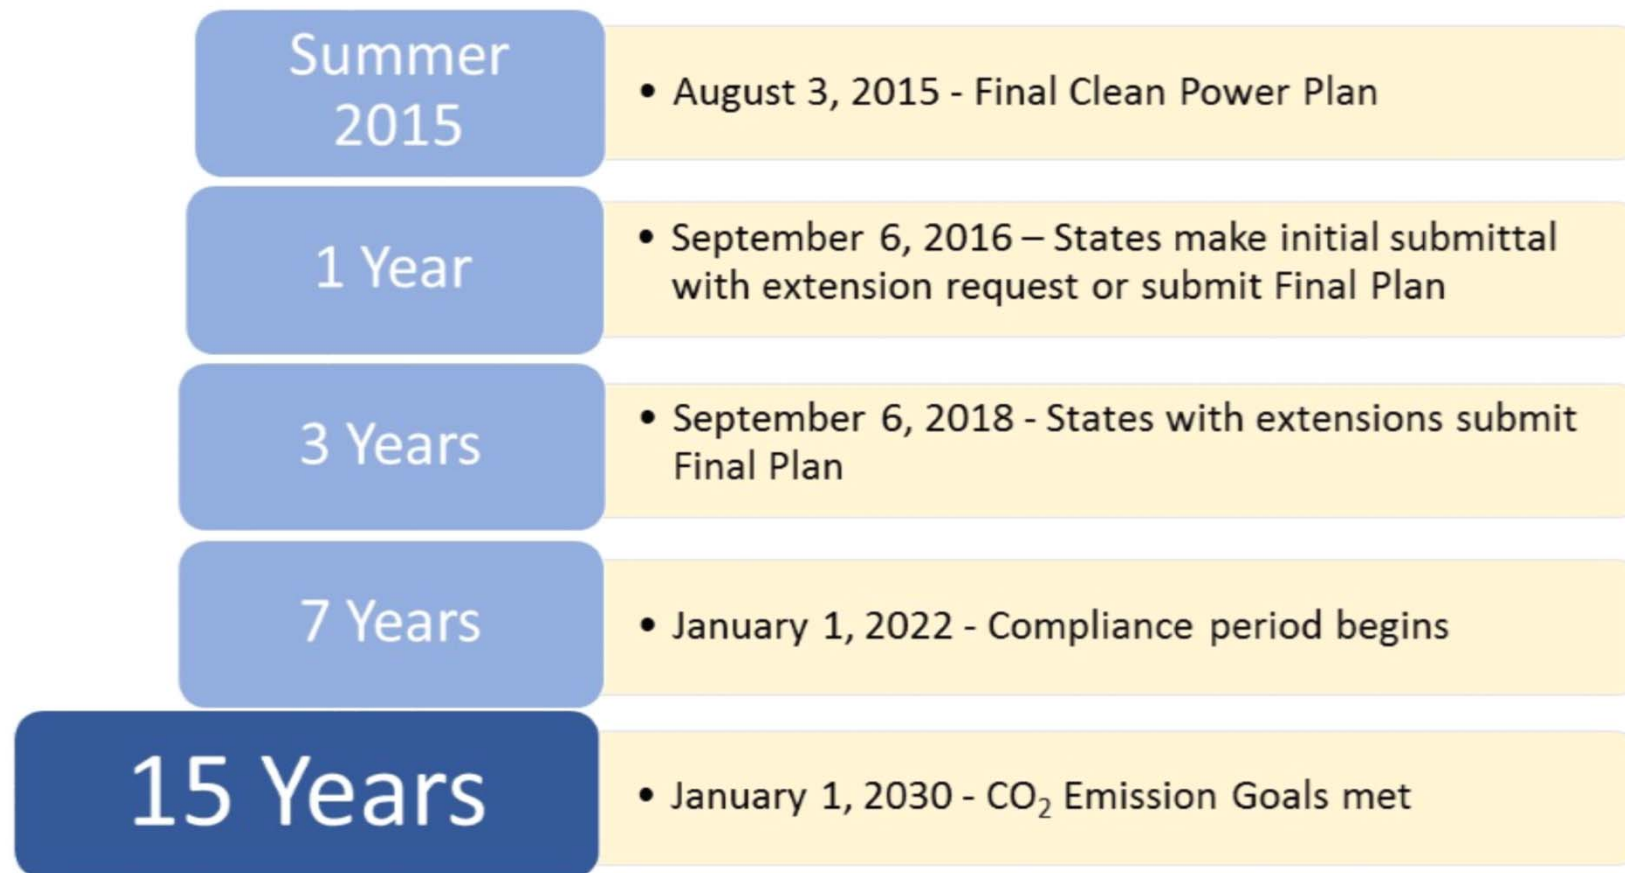 Summer
2015
• August 3, 2015 - Final Clean Power Plan
1 Year
• September 6, 2016 – States make initial submittal
with extension request or submit Final Plan
3 Years
• September 6, 2018 - States with extensions submit
Final Plan
7 Years
• January 1, 2022 - Compliance period begins
15 Years
• January 1, 2030 - CO₂ Emission Goals met